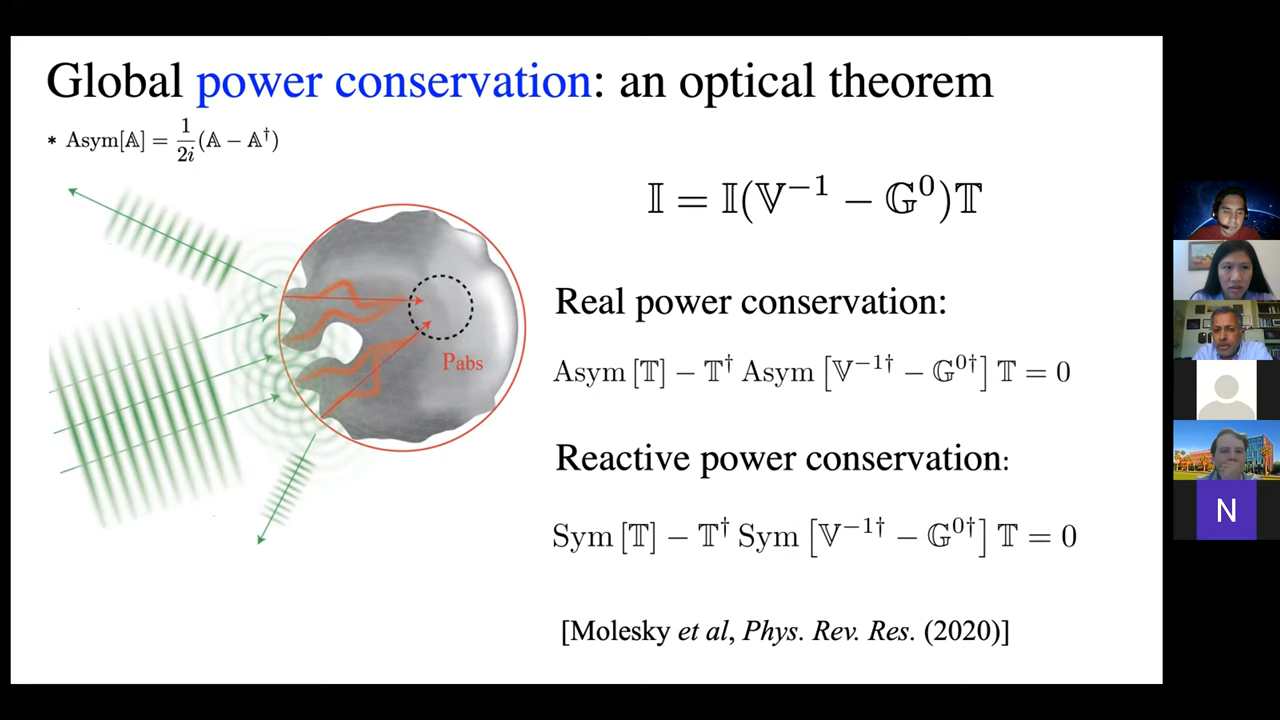 Global power conservation: an optical theorem
* Asym[𝔸] = 1/2i (𝔸 − 𝔸†)
𝕀 = 𝕀(𝕍⁻¹ − 𝔾⁰)𝕋
Real power conservation:
Asym [𝕋] − 𝕋† Asym [𝕍⁻¹† − 𝔾⁰†] 𝕋 = 0
Pabs
Reactive power conservation:
Sym [𝕋] − 𝕋† Sym [𝕍⁻¹† − 𝔾⁰†] 𝕋 = 0
[Molesky et al, Phys. Rev. Res. (2020)]
N